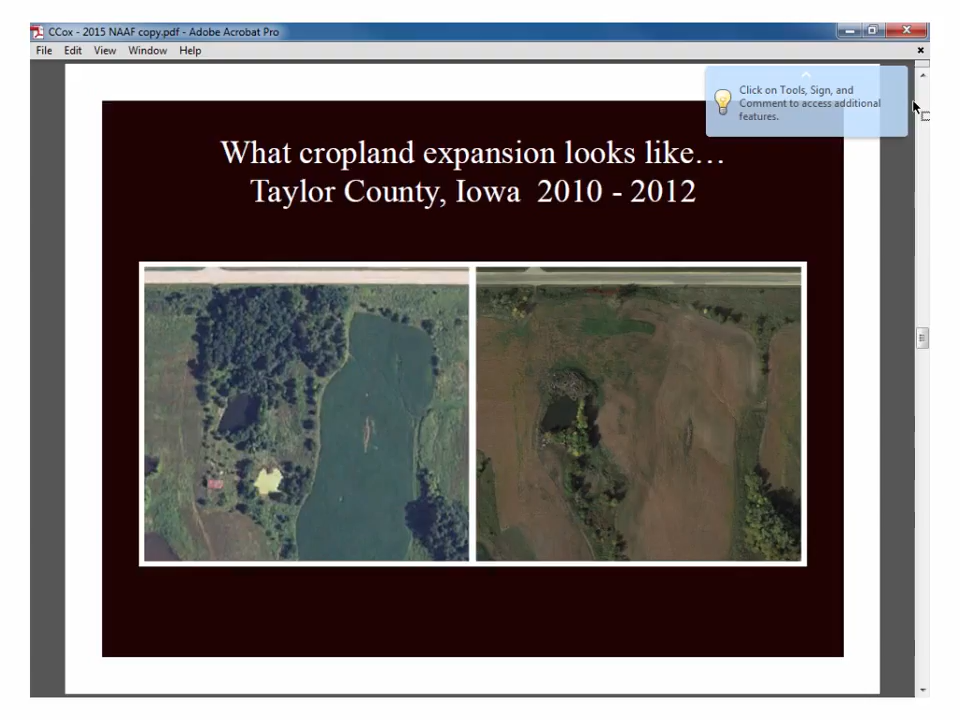 CCox - 2015 NAAF copy.pdf - Adobe Acrobat Pro
File Edit View Window Help
Click on Tools, Sign, and
Comment to access additional
features.
What cropland expansion looks like…
Taylor County, Iowa 2010 - 2012